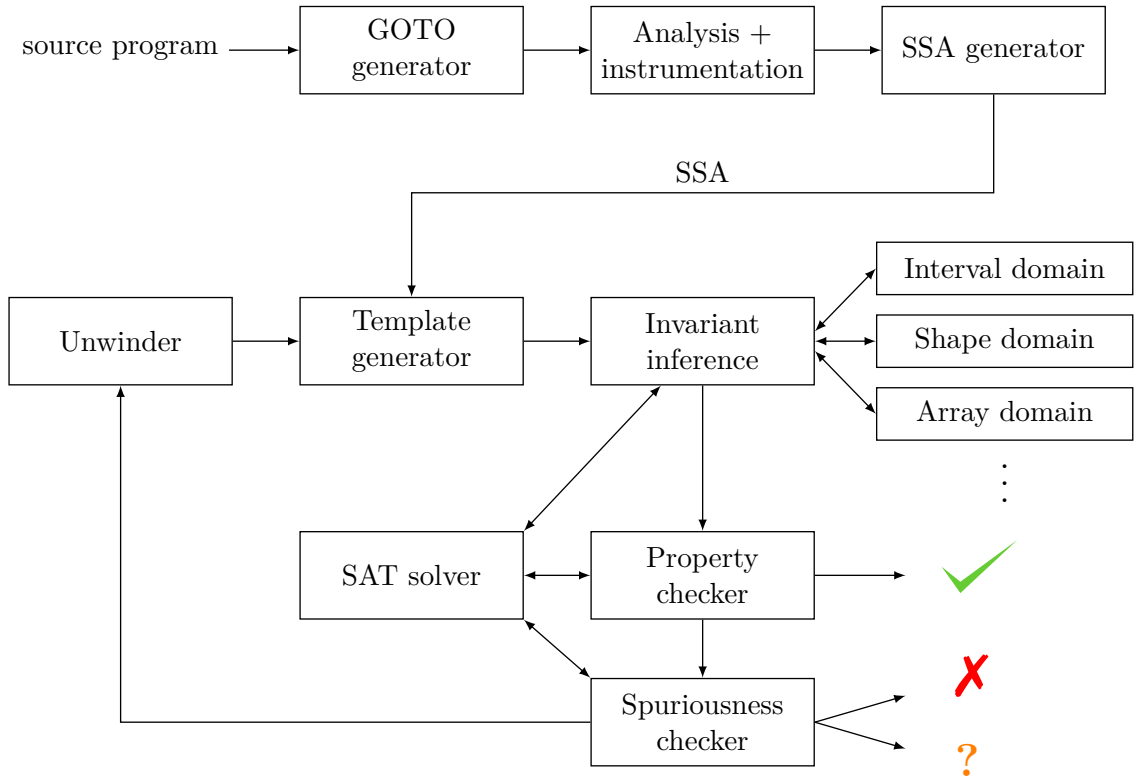 source program
GOTO
generator
Analysis +
instrumentation
SSA generator
SSA
Unwinder
Template
generator
Invariant
inference
Interval domain
Shape domain
Array domain
⋮
SAT solver
Property
checker
✓
✗
Spuriousness
checker
?